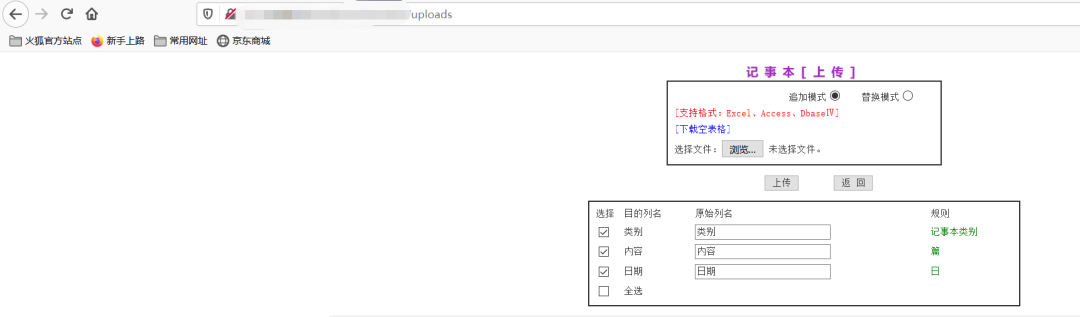 /uploads
火狐官方站点 新手上路 常用网址 京东商城
记 事 本 [ 上 传 ]
追加模式 替换模式
[支持格式：Excel、Access、DbaseⅣ]
[下载空表格]
选择文件： 浏览... 未选择文件。
上传 返 回
选择 目的列名 原始列名 规则
类别 类别 记事本类别
内容 内容 篇
日期 日期 日
全选